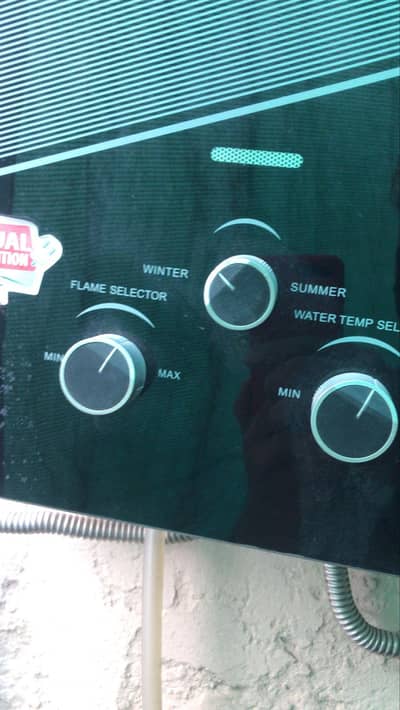 WINTER
SUMMER
FLAME SELECTOR
MIN
MAX
WATER TEMP SEL
MIN
UAL
TION